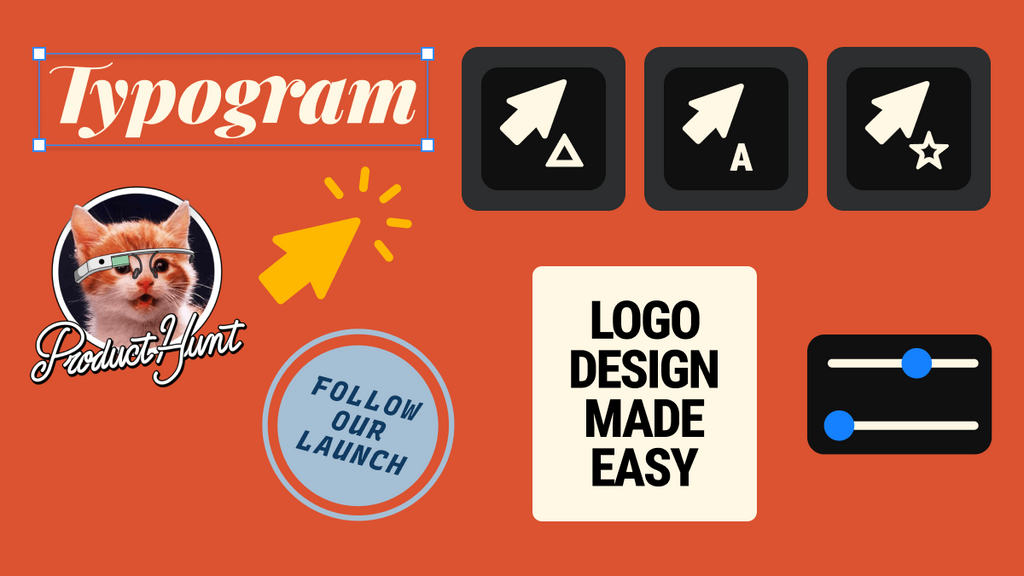 Typogram
A
Product Hunt
FOLLOW
OUR
LAUNCH
LOGO
DESIGN
MADE
EASY